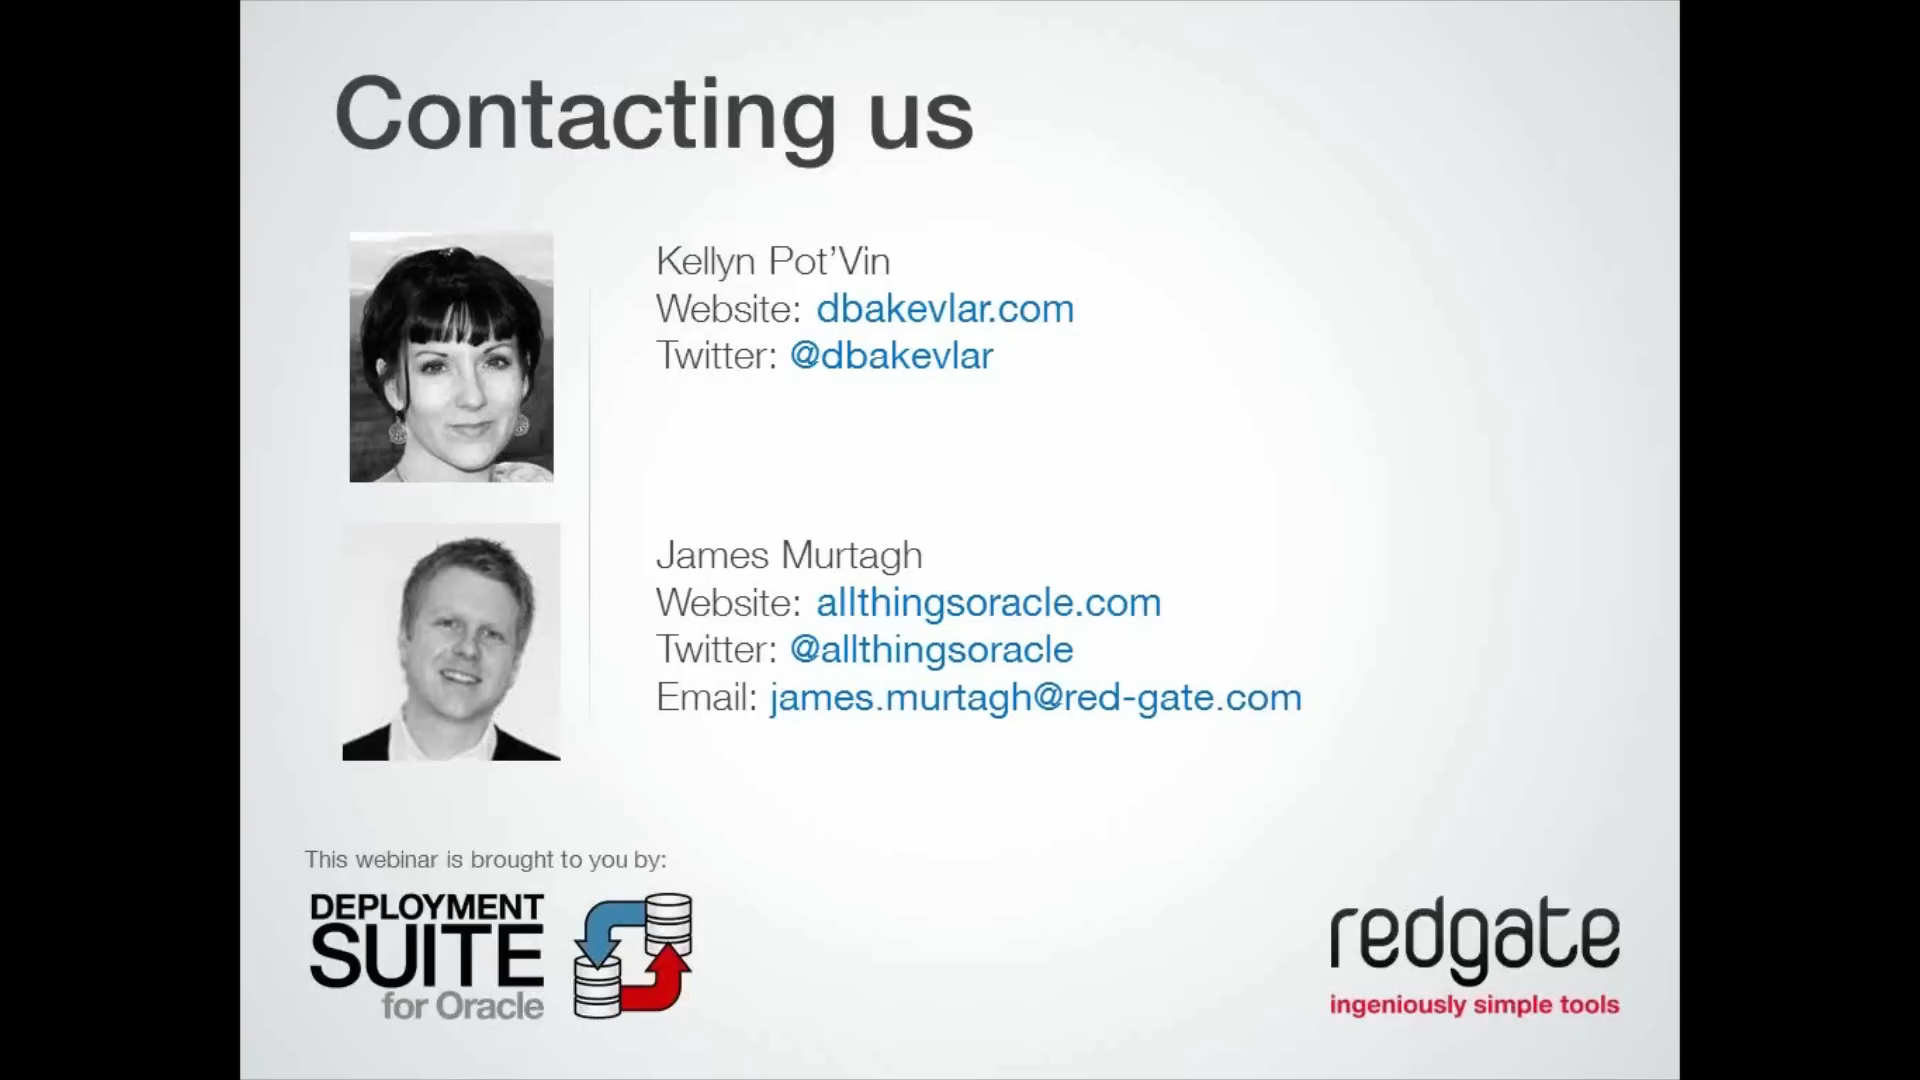 Contacting us
Kellyn Pot’Vin
Website: dbakevlar.com
Twitter: @dbakevlar
James Murtagh
Website: allthingsoracle.com
Twitter: @allthingsoracle
Email: james.murtagh@red-gate.com
This webinar is brought to you by:
DEPLOYMENT
SUITE
for Oracle
redgate
ingeniously simple tools